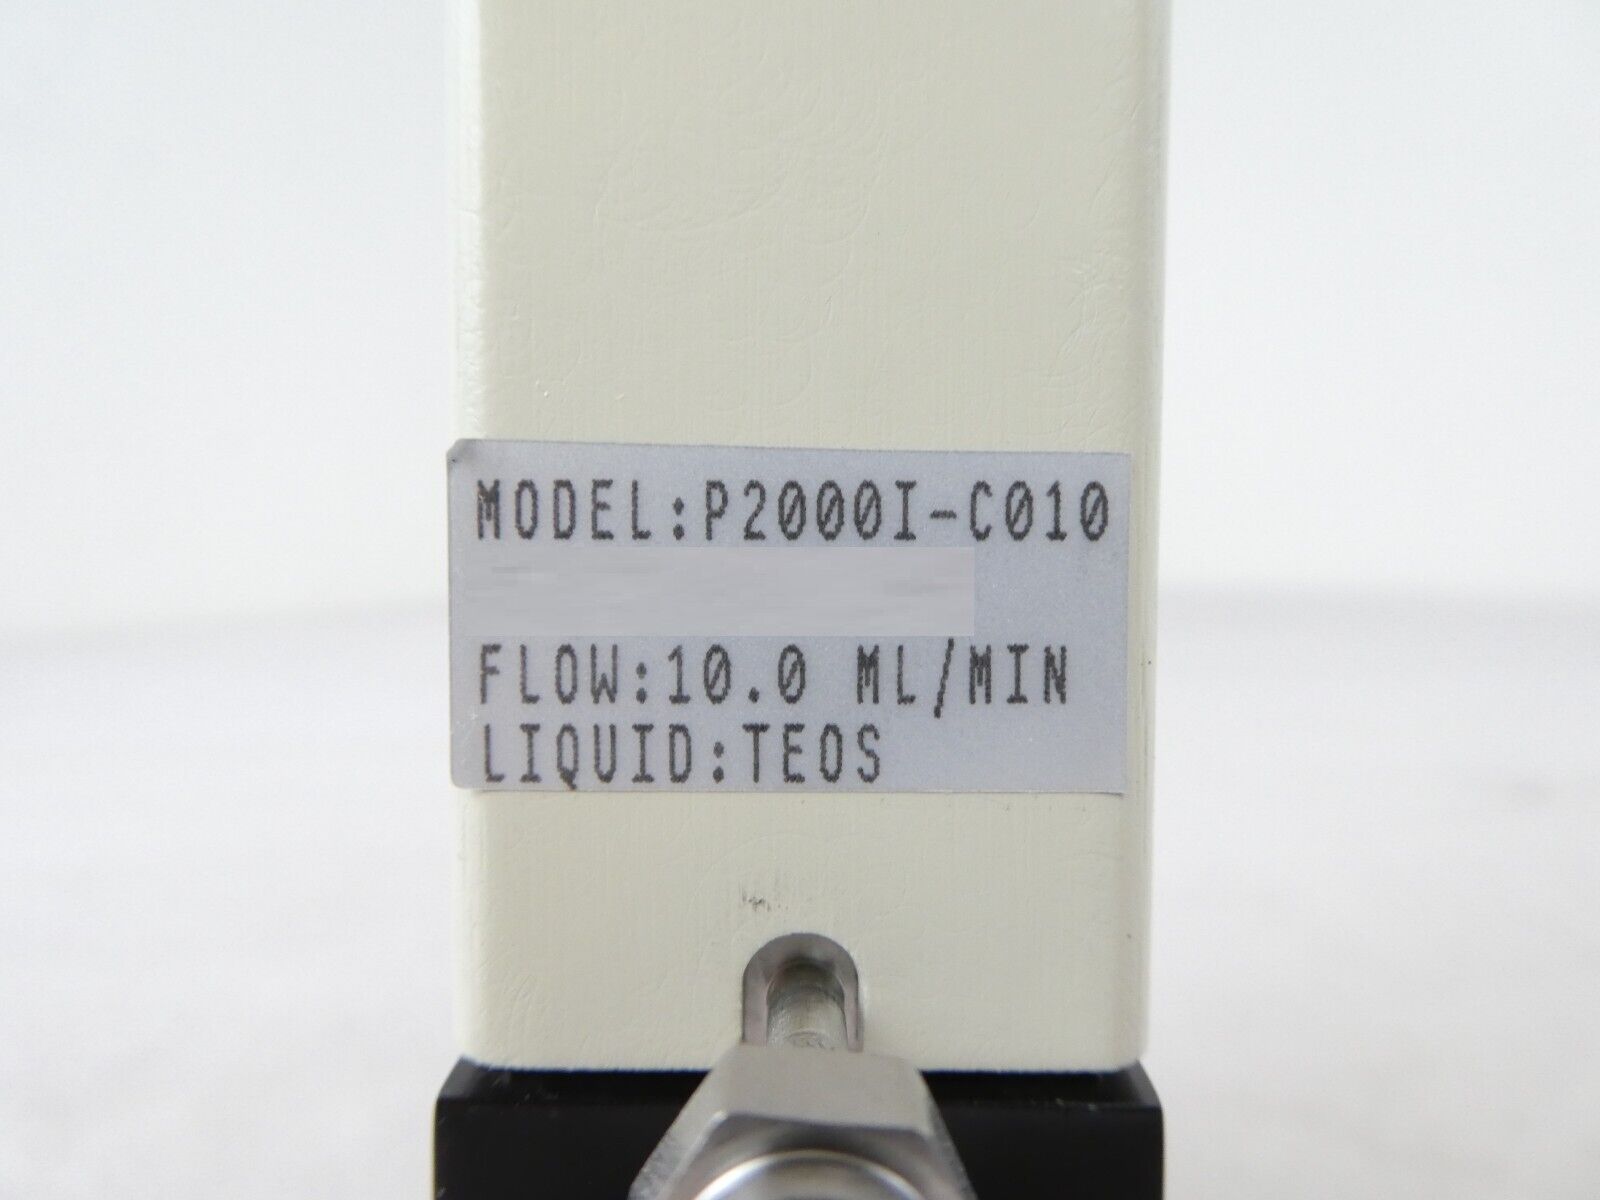 MODEL:P2000I-C010
FLOW:10.0 ML/MIN
LIQUID:TEOS